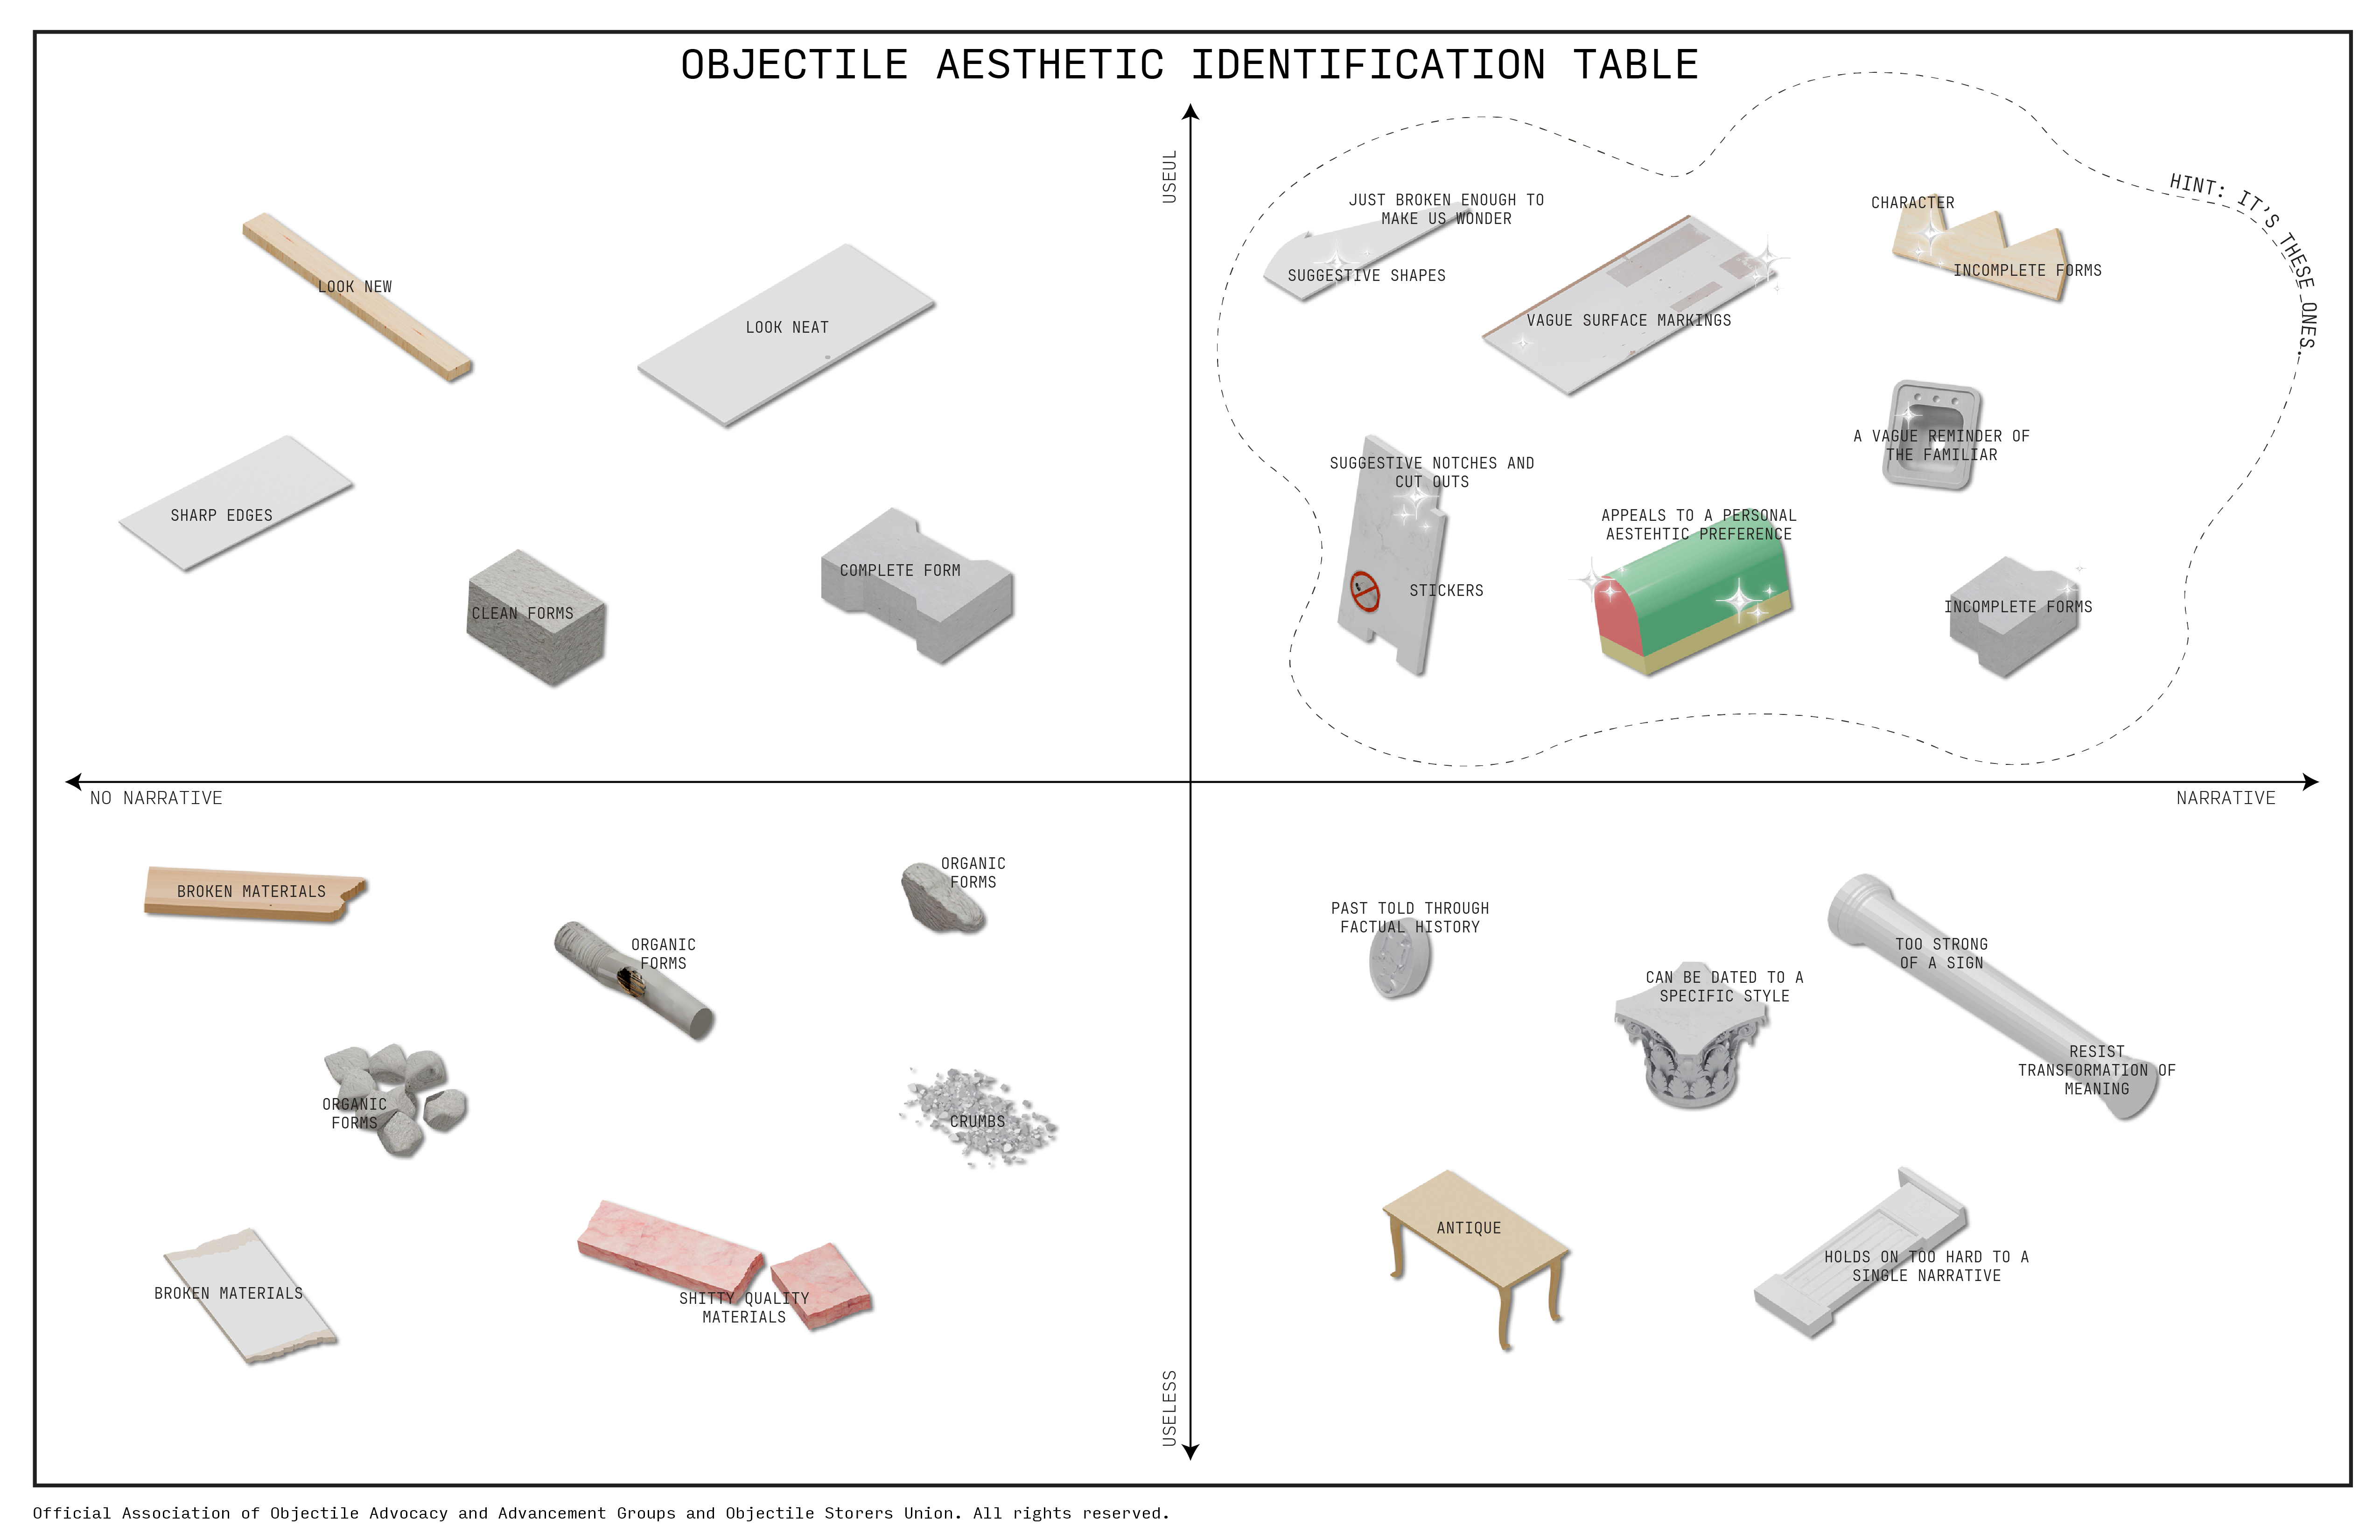 OBJECTILE AESTHETIC IDENTIFICATION TABLE
USEUL
HINT: IT'S THESE ONES.
LOOK NEW
LOOK NEAT
SHARP EDGES
CLEAN FORMS
COMPLETE FORM
JUST BROKEN ENOUGH TO
MAKE US WONDER
SUGGESTIVE SHAPES
VAGUE SURFACE MARKINGS
CHARACTER
INCOMPLETE FORMS
A VAGUE REMINDER OF
THE FAMILIAR
SUGGESTIVE NOTCHES AND
CUT OUTS
STICKERS
APPEALS TO A PERSONAL
AESTEHTIC PREFERENCE
INCOMPLETE FORMS
NO NARRATIVE
NARRATIVE
BROKEN MATERIALS
ORGANIC
FORMS
ORGANIC
FORMS
ORGANIC
FORMS
CRUMBS
BROKEN MATERIALS
SHITTY QUALITY
MATERIALS
PAST TOLD THROUGH
FACTUAL HISTORY
CAN BE DATED TO A
SPECIFIC STYLE
TOO STRONG
OF A SIGN
RESIST
TRANSFORMATION OF
MEANING
ANTIQUE
HOLDS ON TOO HARD TO A
SINGLE NARRATIVE
USELESS
Official Association of Objectile Advocacy and Advancement Groups and Objectile Storers Union. All rights reserved.